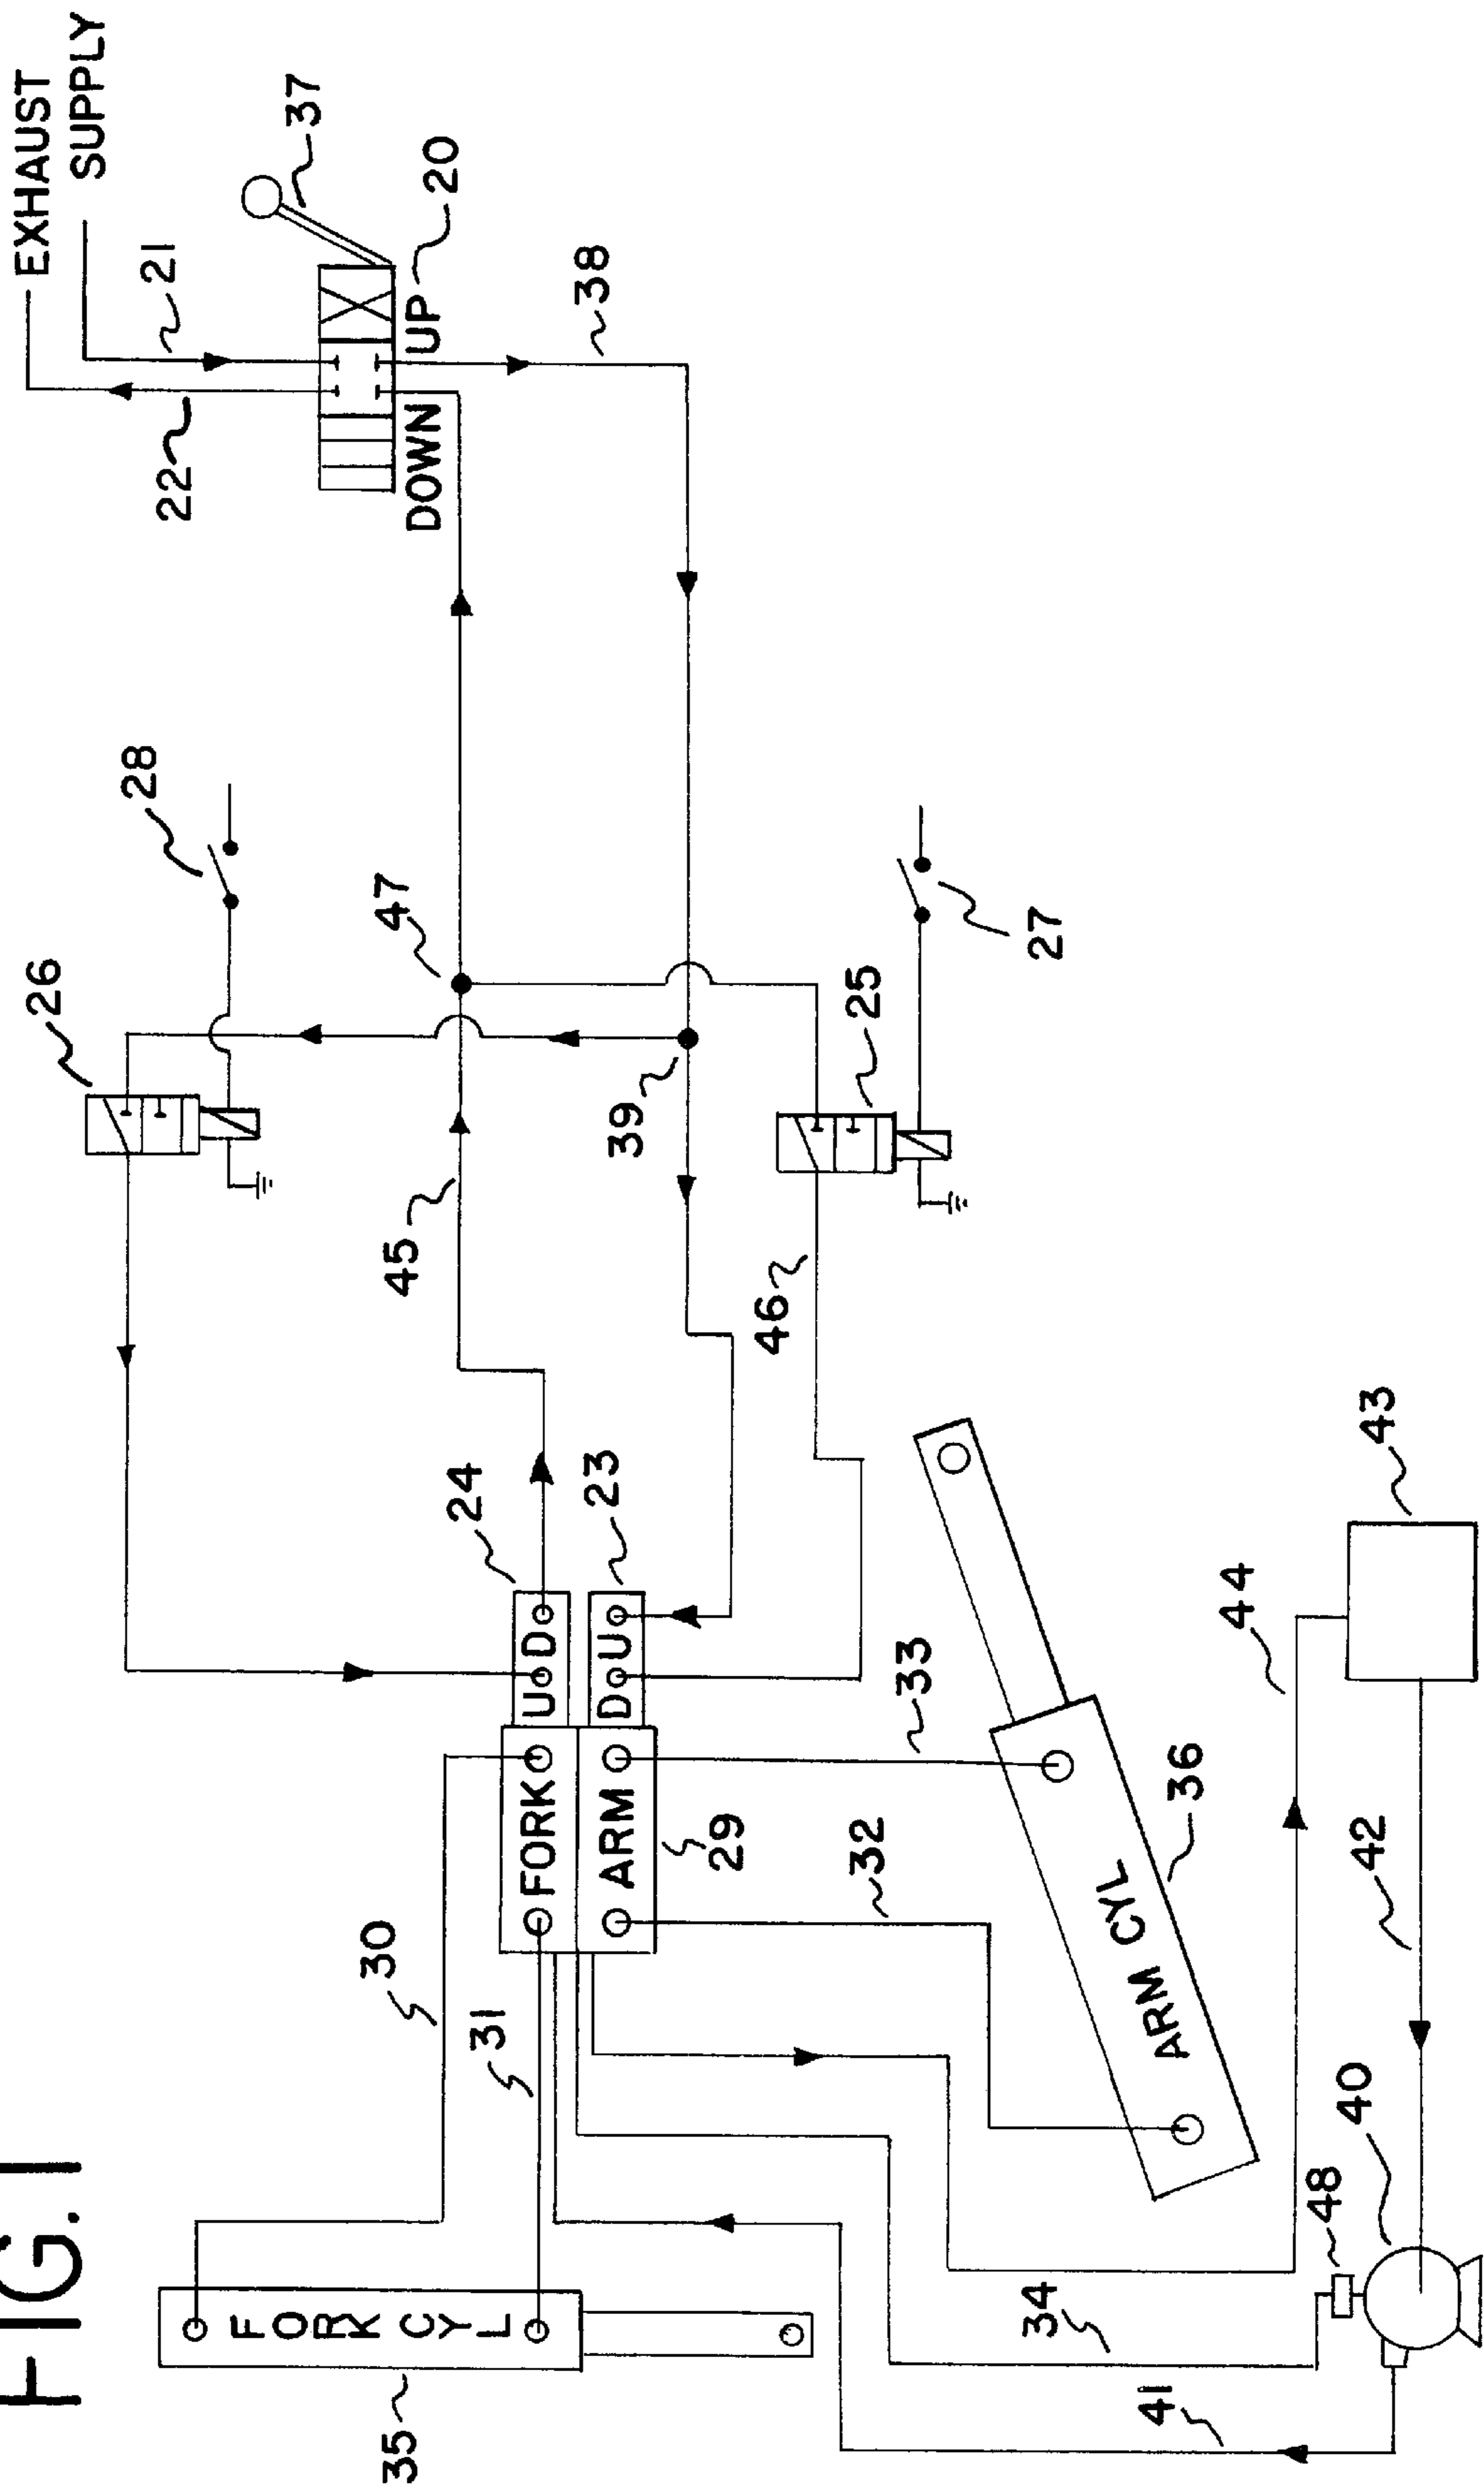 FIG. 1
EXHAUST
SUPPLY
21
22
37
20
UP
DOWN
38
28
26
47
45
39
25
27
46
24
23
U
D
D
U
FORK
ARM
29
30
31
32
33
FORK CYL
35
ARM CYL
36
34
41
48
40
42
44
43